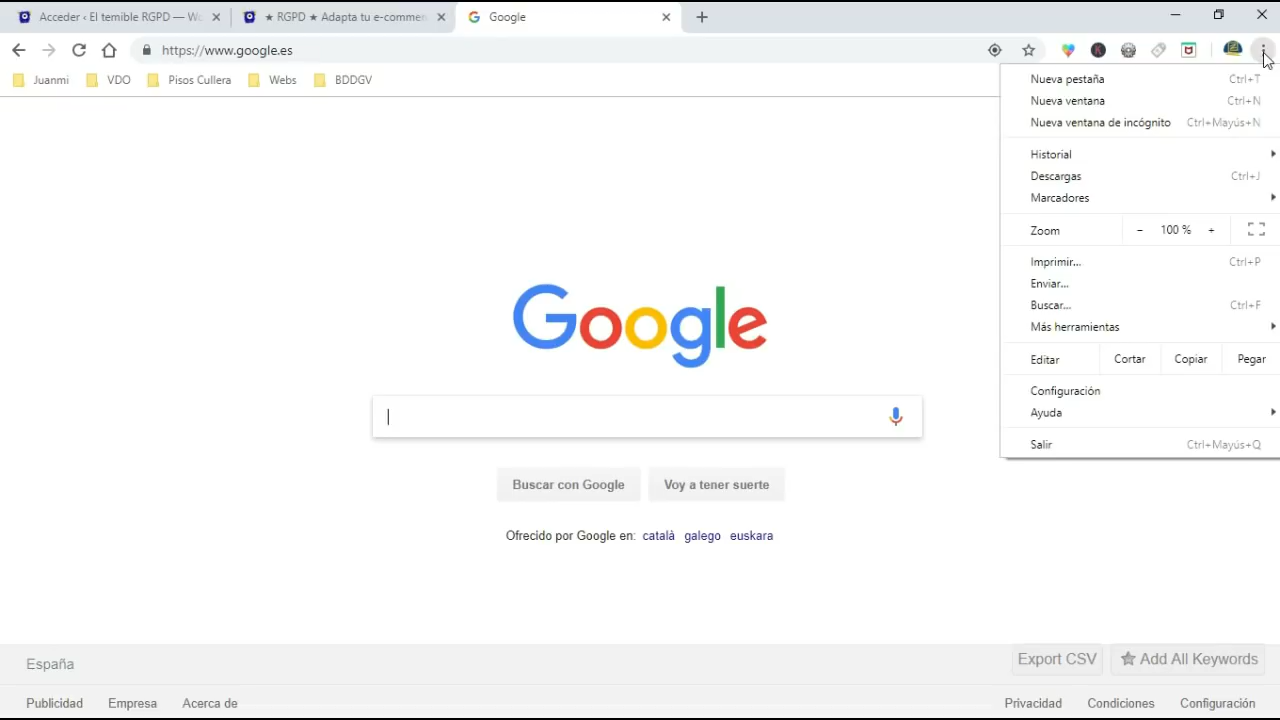 Acceder ‹ El temible RGPD — Wo
★ RGPD ★ Adapta tu e-commer
Google
https://www.google.es
Juanmi
VDO
Pisos Cullera
Webs
BDDGV
Nueva pestaña Ctrl+T
Nueva ventana Ctrl+N
Nueva ventana de incógnito Ctrl+Mayús+N
Historial
Descargas Ctrl+J
Marcadores
Zoom - 100 % +
Imprimir... Ctrl+P
Enviar...
Buscar... Ctrl+F
Más herramientas
Editar Cortar Copiar Pegar
Configuración
Ayuda
Salir Ctrl+Mayús+Q
Google
Buscar con Google
Voy a tener suerte
Ofrecido por Google en: català galego euskara
España
Export CSV
Add All Keywords
Publicidad
Empresa
Acerca de
Privacidad
Condiciones
Configuración